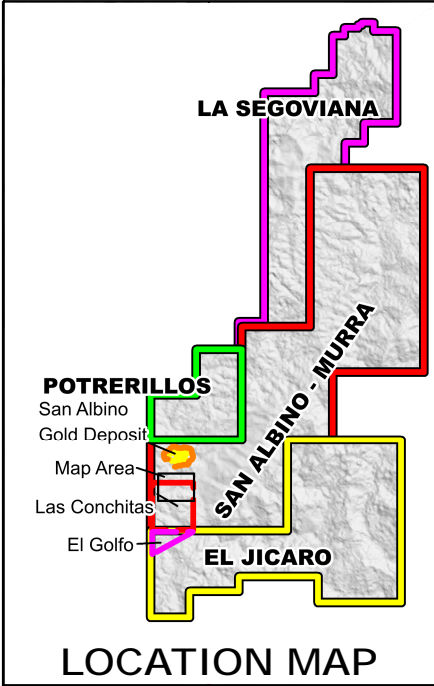 LA SEGOVIANA
SAN ALBINO - MURRA
POTRERILLOS
San Albino
Gold Deposit
Map Area
Las Conchitas
El Golfo
EL JICARO
LOCATION MAP